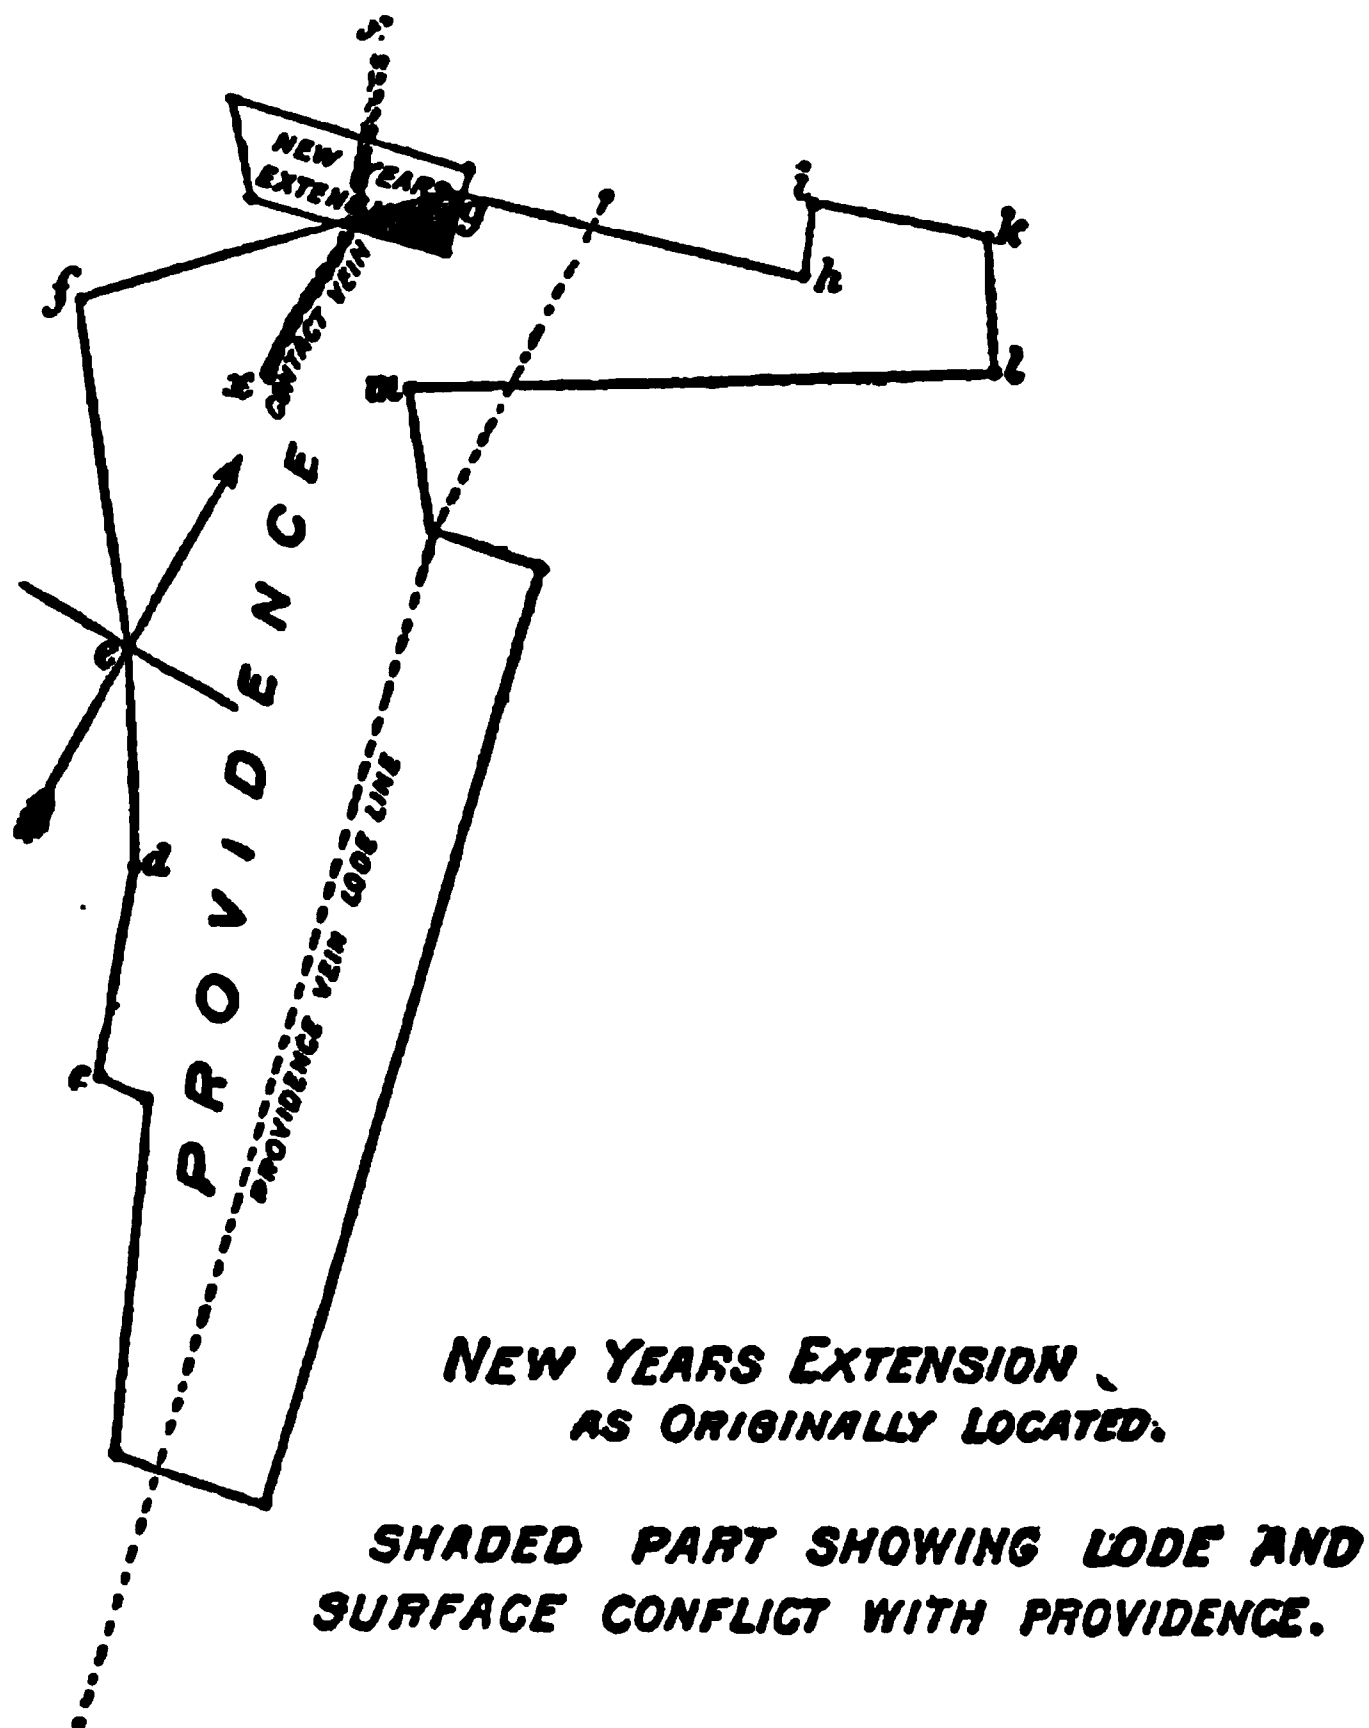 y.
NEW YEARS
EXTEN
g
i
k
h
f
CONTACT VEIN
x
m
l
PROVIDENCE
e
d
PROVIDENCE VEIN LODE LINE
NEW YEARS EXTENSION
AS ORIGINALLY LOCATED.
SHADED PART SHOWING LODE AND
SURFACE CONFLICT WITH PROVIDENCE.